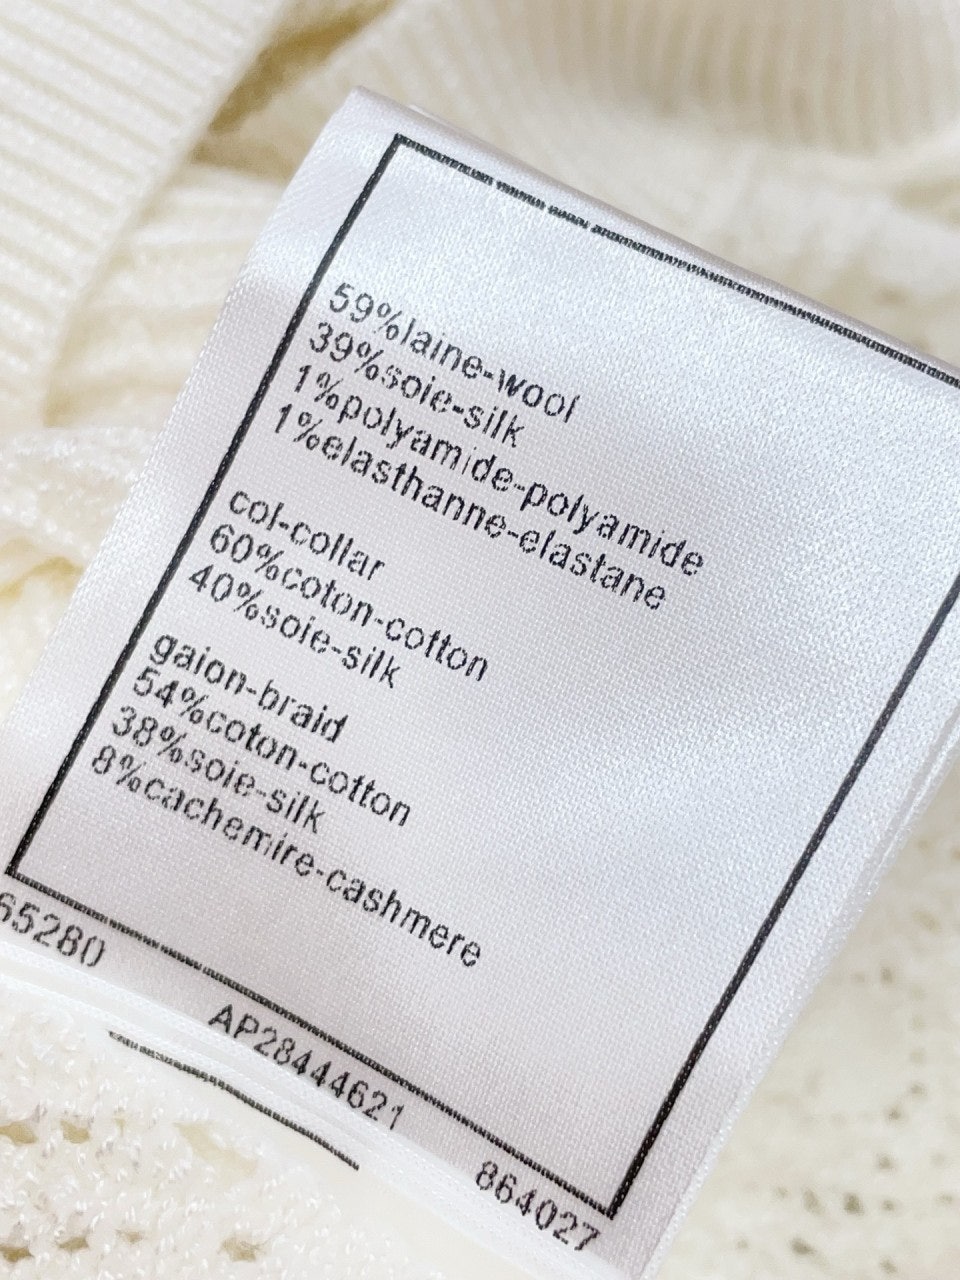 59%laine-wool
39%soie-silk
1%polyamide-polyamide
1%elasthanne-elastane
col-collar
60%coton-cotton
40%soie-silk
galon-braid
54%coton-cotton
38%soie-silk
8%cachemire-cashmere
65280
AP28444621
864027